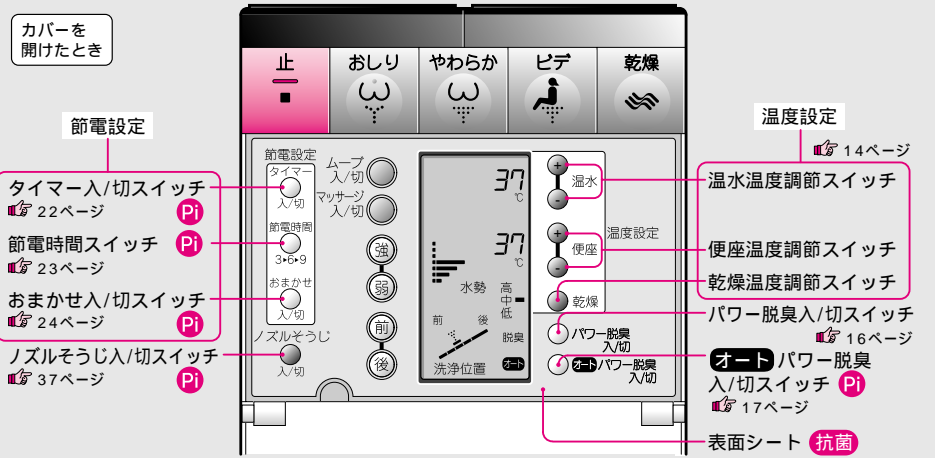 カバーを
開けたとき
止
おしり
やわらか
ビデ
乾燥
節電設定
タイマー入/切スイッチ
22ページ Pi
節電時間スイッチ Pi
23ページ
おまかせ入/切スイッチ
24ページ Pi
ノズルそうじ入/切スイッチ
37ページ Pi
節電設定
タイマー
入/切
節電時間
3▸6▸9
おまかせ
入/切
ノズルそうじ
入/切
ムーブ
入/切
マッサージ
入/切
強
弱
前
後
37
℃
37
℃
水勢
高
中
低
前 後
脱臭
洗浄位置 オート
+
温水
-
+
便座
-
温度設定
乾燥
パワー脱臭
入/切
オートパワー脱臭
入/切
温度設定
14ページ
温水温度調節スイッチ
便座温度調節スイッチ
乾燥温度調節スイッチ
パワー脱臭入/切スイッチ
16ページ
オートパワー脱臭
入/切スイッチ Pi
17ページ
表面シート 抗菌